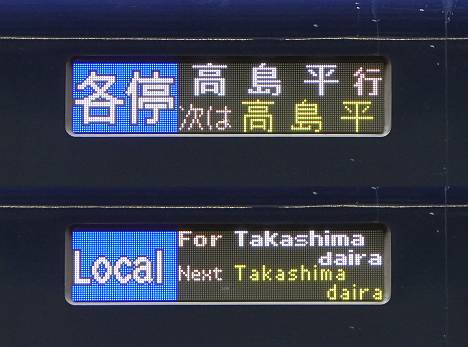 各停 高島平行
次は 高島平
Local For Takashima
daira
Next Takashima
daira